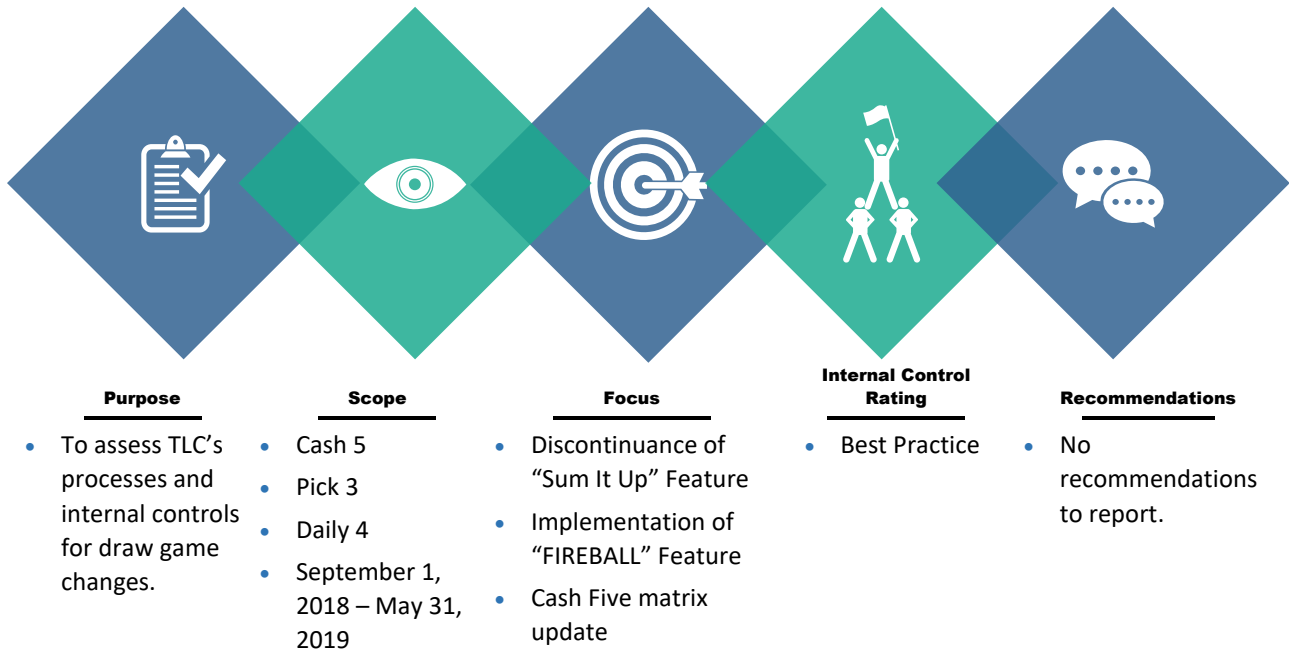 Purpose
• To assess TLC’s
processes and
internal controls
for draw game
changes.
Scope
• Cash 5
• Pick 3
• Daily 4
• September 1,
2018 – May 31,
2019
Focus
• Discontinuance of
“Sum It Up” Feature
• Implementation of
“FIREBALL” Feature
• Cash Five matrix
update
Internal Control
Rating
• Best Practice
Recommendations
• No
recommendations
to report.